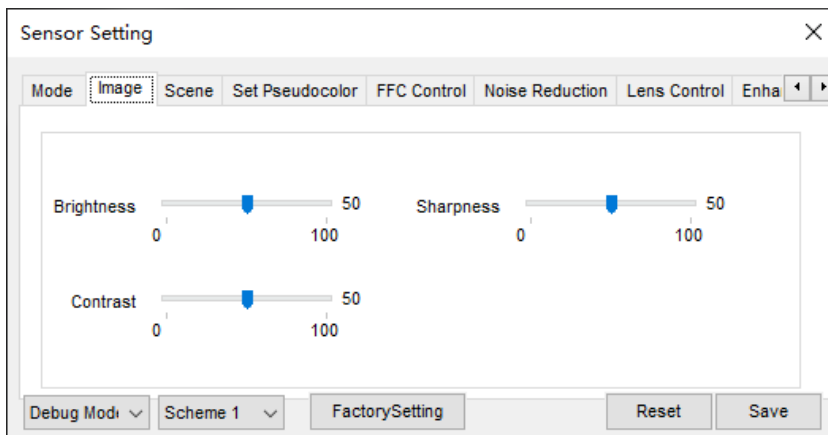 Sensor Setting
Mode Image Scene Set Pseudocolor FFC Control Noise Reduction Lens Control Enha
Brightness 50 Sharpness 50
0 100 0 100
Contrast 50
0 100
Debug Mode Scheme 1 FactorySetting Reset Save